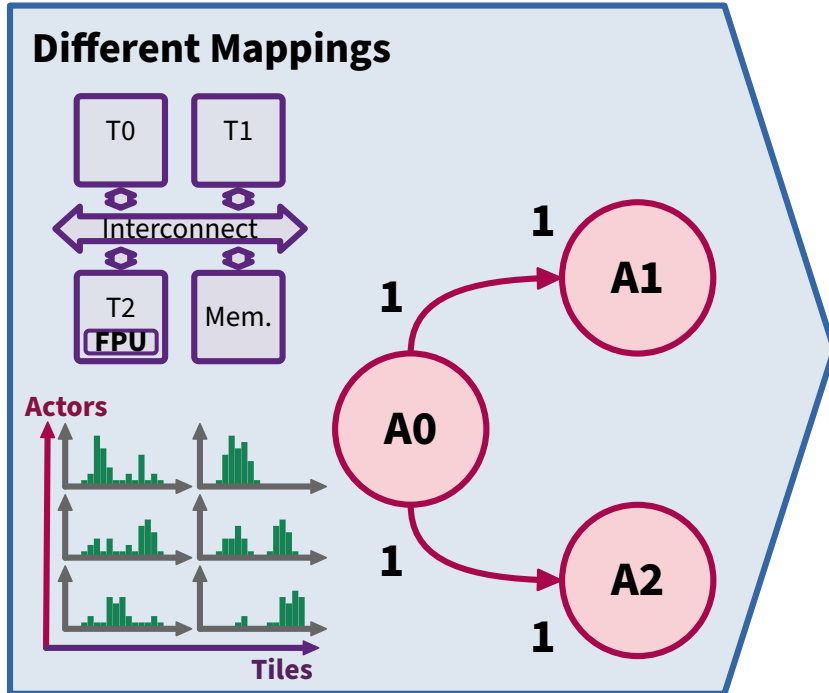 Different Mappings
T0
T1
Interconnect
T2
FPU
Mem.
1
A1
1
A0
1
A2
1
Actors
Tiles